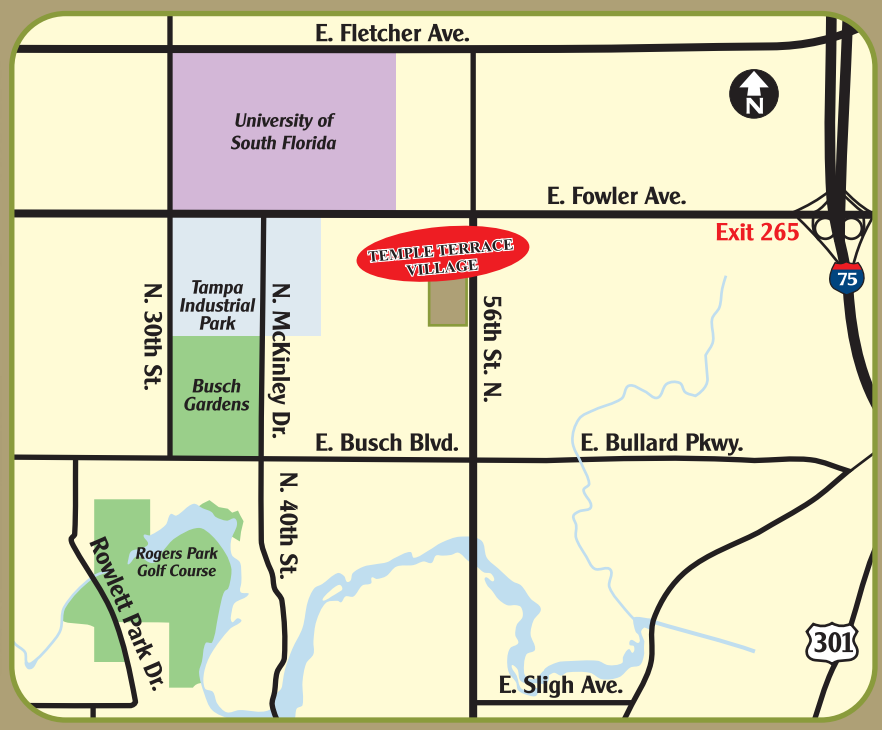 E. Fletcher Ave.
University of
South Florida
N
E. Fowler Ave.
Exit 265
TEMPLE TERRACE
VILLAGE
75
Tampa
Industrial
Park
N. 30th St.
N. McKinley Dr.
56th St. N.
Busch
Gardens
E. Busch Blvd.
E. Bullard Pkwy.
N. 40th St.
Rogers Park
Golf Course
Rowlett Park Dr.
301
E. Sligh Ave.